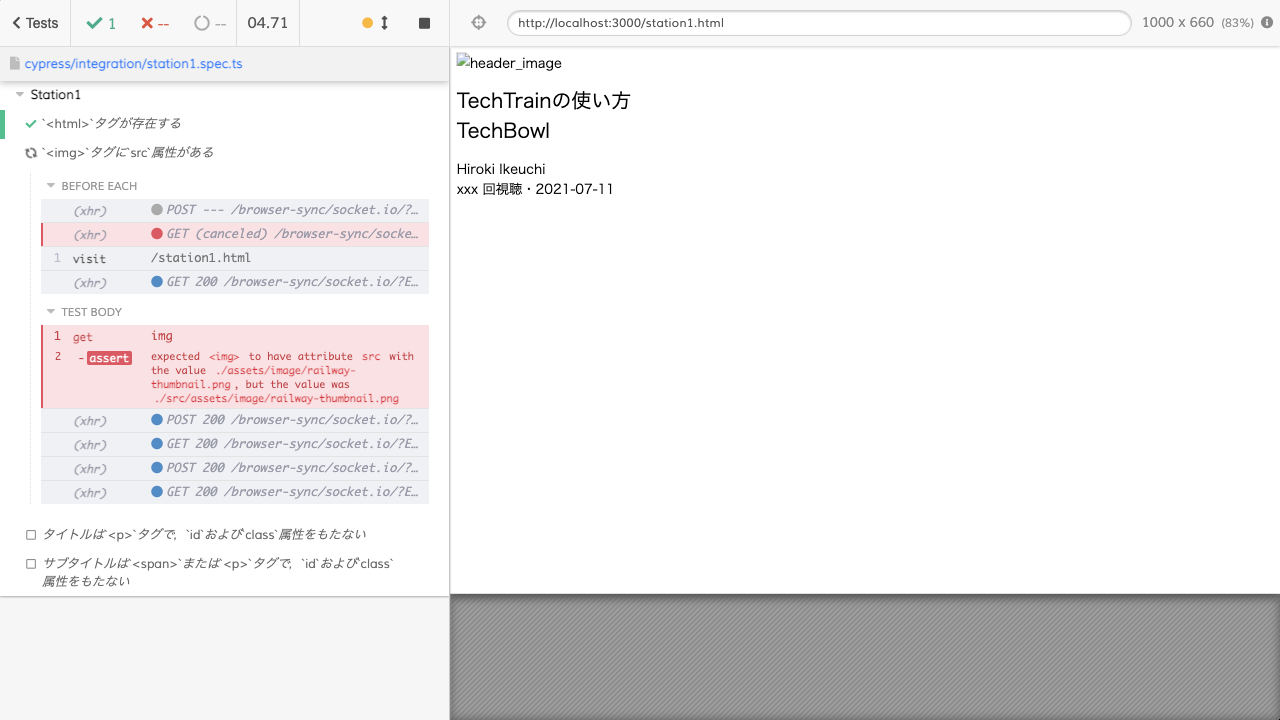 Tests
1
--
--
04.71
http://localhost:3000/station1.html
1000 x 660 (83%)
cypress/integration/station1.spec.ts
Station1
`<html>`タグが存在する
`<img>`タグに`src`属性がある
BEFORE EACH
(xhr) POST --- /browser-sync/socket.io/?…
(xhr) GET (canceled) /browser-sync/socke…
1 visit /station1.html
(xhr) GET 200 /browser-sync/socket.io/?E…
TEST BODY
1 get img
2 -assert expected <img> to have attribute src with
the value ./assets/image/railway-
thumbnail.png, but the value was
./src/assets/image/railway-thumbnail.png
(xhr) POST 200 /browser-sync/socket.io/?…
(xhr) GET 200 /browser-sync/socket.io/?E…
(xhr) POST 200 /browser-sync/socket.io/?…
(xhr) GET 200 /browser-sync/socket.io/?E…
タイトルは`<p>`タグで，`id`および`class`属性をもたない
サブタイトルは`<span>`または`<p>`タグで，`id`および`class`
属性をもたない
header_image
TechTrainの使い方
TechBowl
Hiroki Ikeuchi
xxx 回視聴・2021-07-11